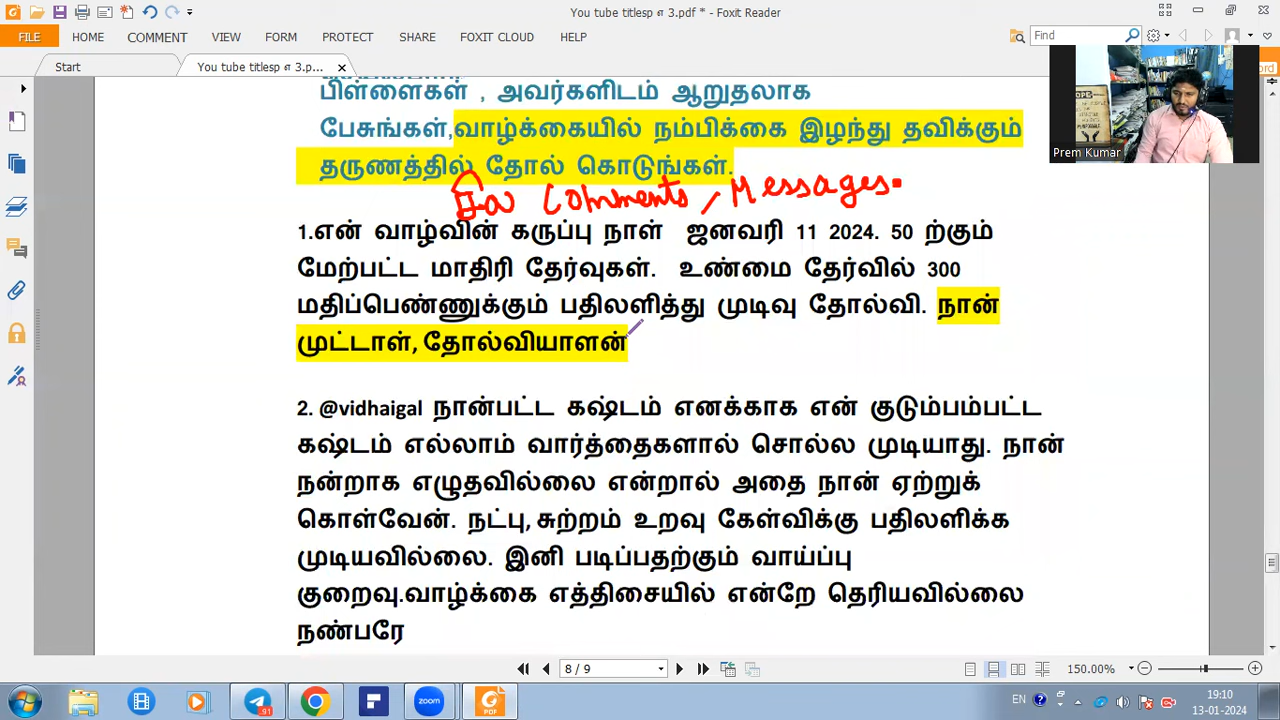 You tube titlesp எ 3.pdf * - Foxit Reader
FILE HOME COMMENT VIEW FORM PROTECT SHARE FOXIT CLOUD HELP Find
Start You tube titlesp எ 3.p...
பிள்ளைகள் , அவர்களிடம் ஆறுதலாக
பேசுங்கள்,வாழ்க்கையில் நம்பிக்கை இழந்து தவிக்கும்
தருணத்தில் தோல் கொடுங்கள்.
Prem Kumar
Comments / Messages.
1.என் வாழ்வின் கருப்பு நாள் ஜனவரி 11 2024. 50 ற்கும்
மேற்பட்ட மாதிரி தேர்வுகள். உண்மை தேர்வில் 300
மதிப்பெண்ணுக்கும் பதிலளித்து முடிவு தோல்வி. நான்
முட்டாள், தோல்வியாளன்
2. @vidhaigal நான்பட்ட கஷ்டம் எனக்காக என் குடும்பம்பட்ட
கஷ்டம் எல்லாம் வார்த்தைகளால் சொல்ல முடியாது. நான்
நன்றாக எழுதவில்லை என்றால் அதை நான் ஏற்றுக்
கொள்வேன். நட்பு, சுற்றம் உறவு கேள்விக்கு பதிலளிக்க
முடியவில்லை. இனி படிப்பதற்கும் வாய்ப்பு
குறைவு.வாழ்க்கை எத்திசையில் என்றே தெரியவில்லை
நண்பரே
8 / 9 150.00%
91 zoom PDF EN 19:10
13-01-2024